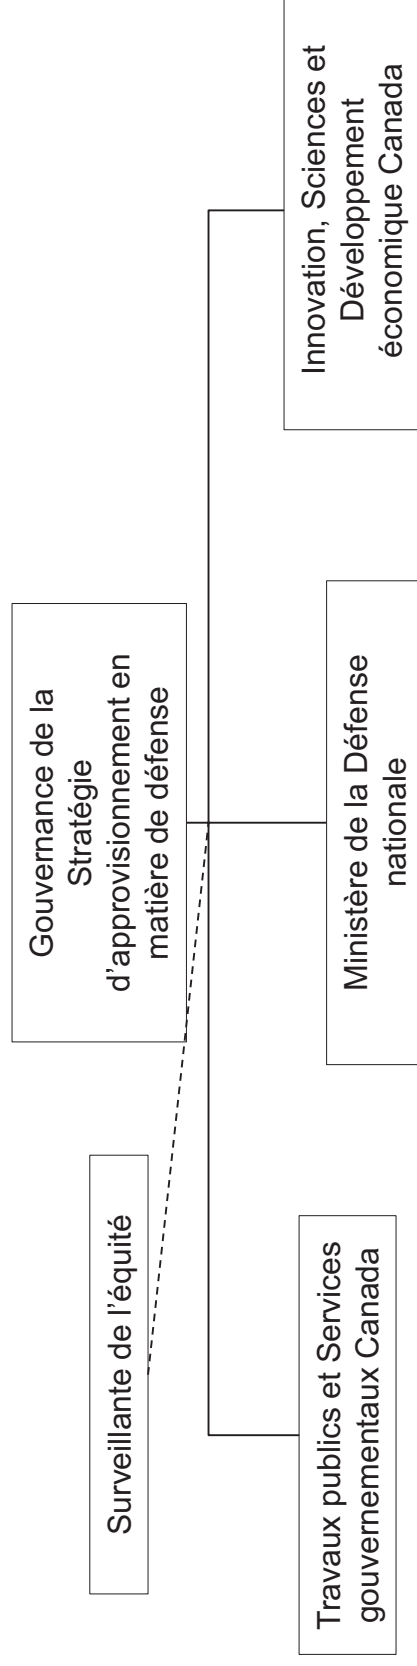 Gouvernance de la
Stratégie
d'approvisionnement en
matière de défense
Surveillante de l'équité
Travaux publics et Services
gouvernementaux Canada
Ministère de la Défense
nationale
Innovation, Sciences et
Développement
économique Canada